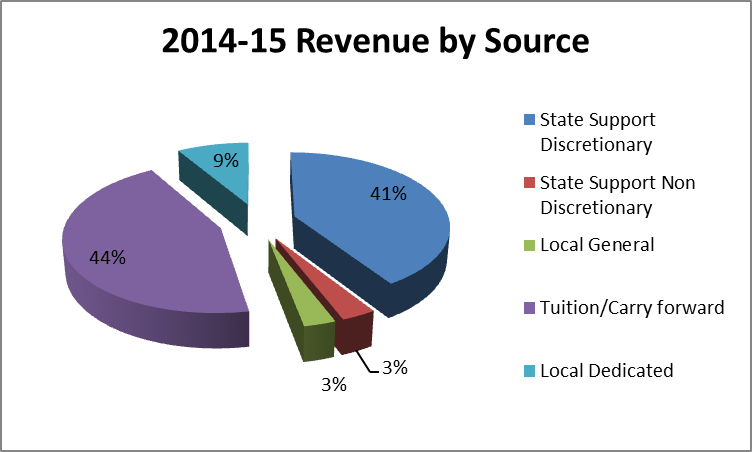 2014-15 Revenue by Source
9%
41%
44%
3%
3%
State Support
Discretionary
State Support Non
Discretionary
Local General
Tuition/Carry forward
Local Dedicated